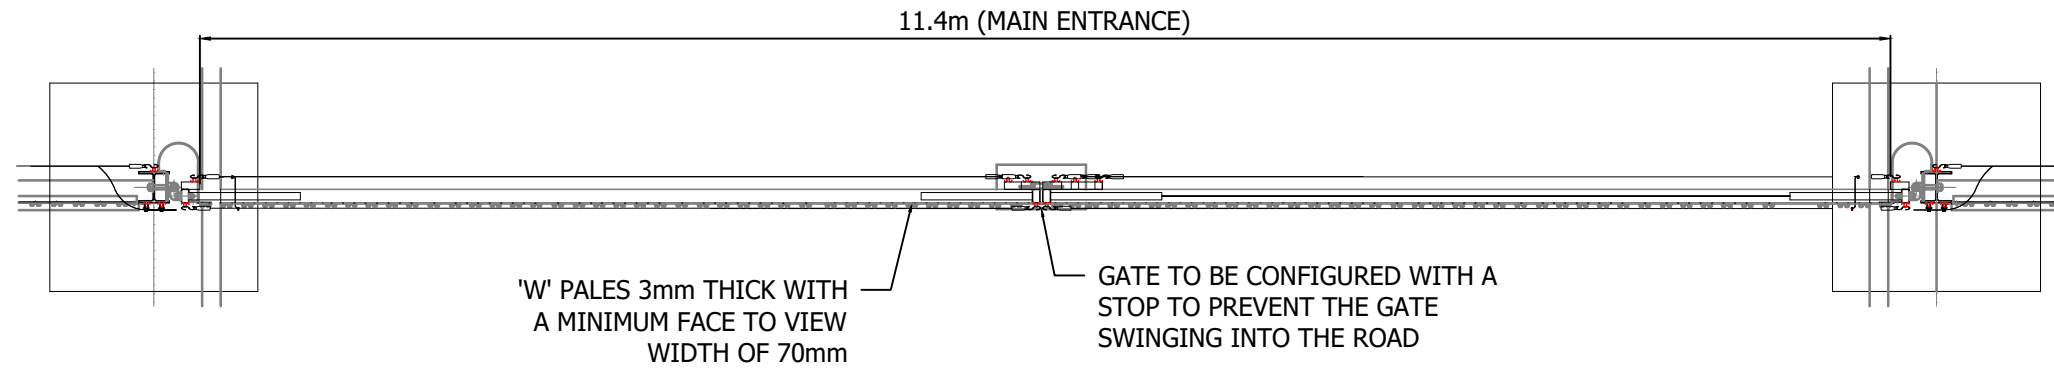 11.4m (MAIN ENTRANCE)
'W' PALES 3mm THICK WITH
A MINIMUM FACE TO VIEW
WIDTH OF 70mm
GATE TO BE CONFIGURED WITH A
STOP TO PREVENT THE GATE
SWINGING INTO THE ROAD